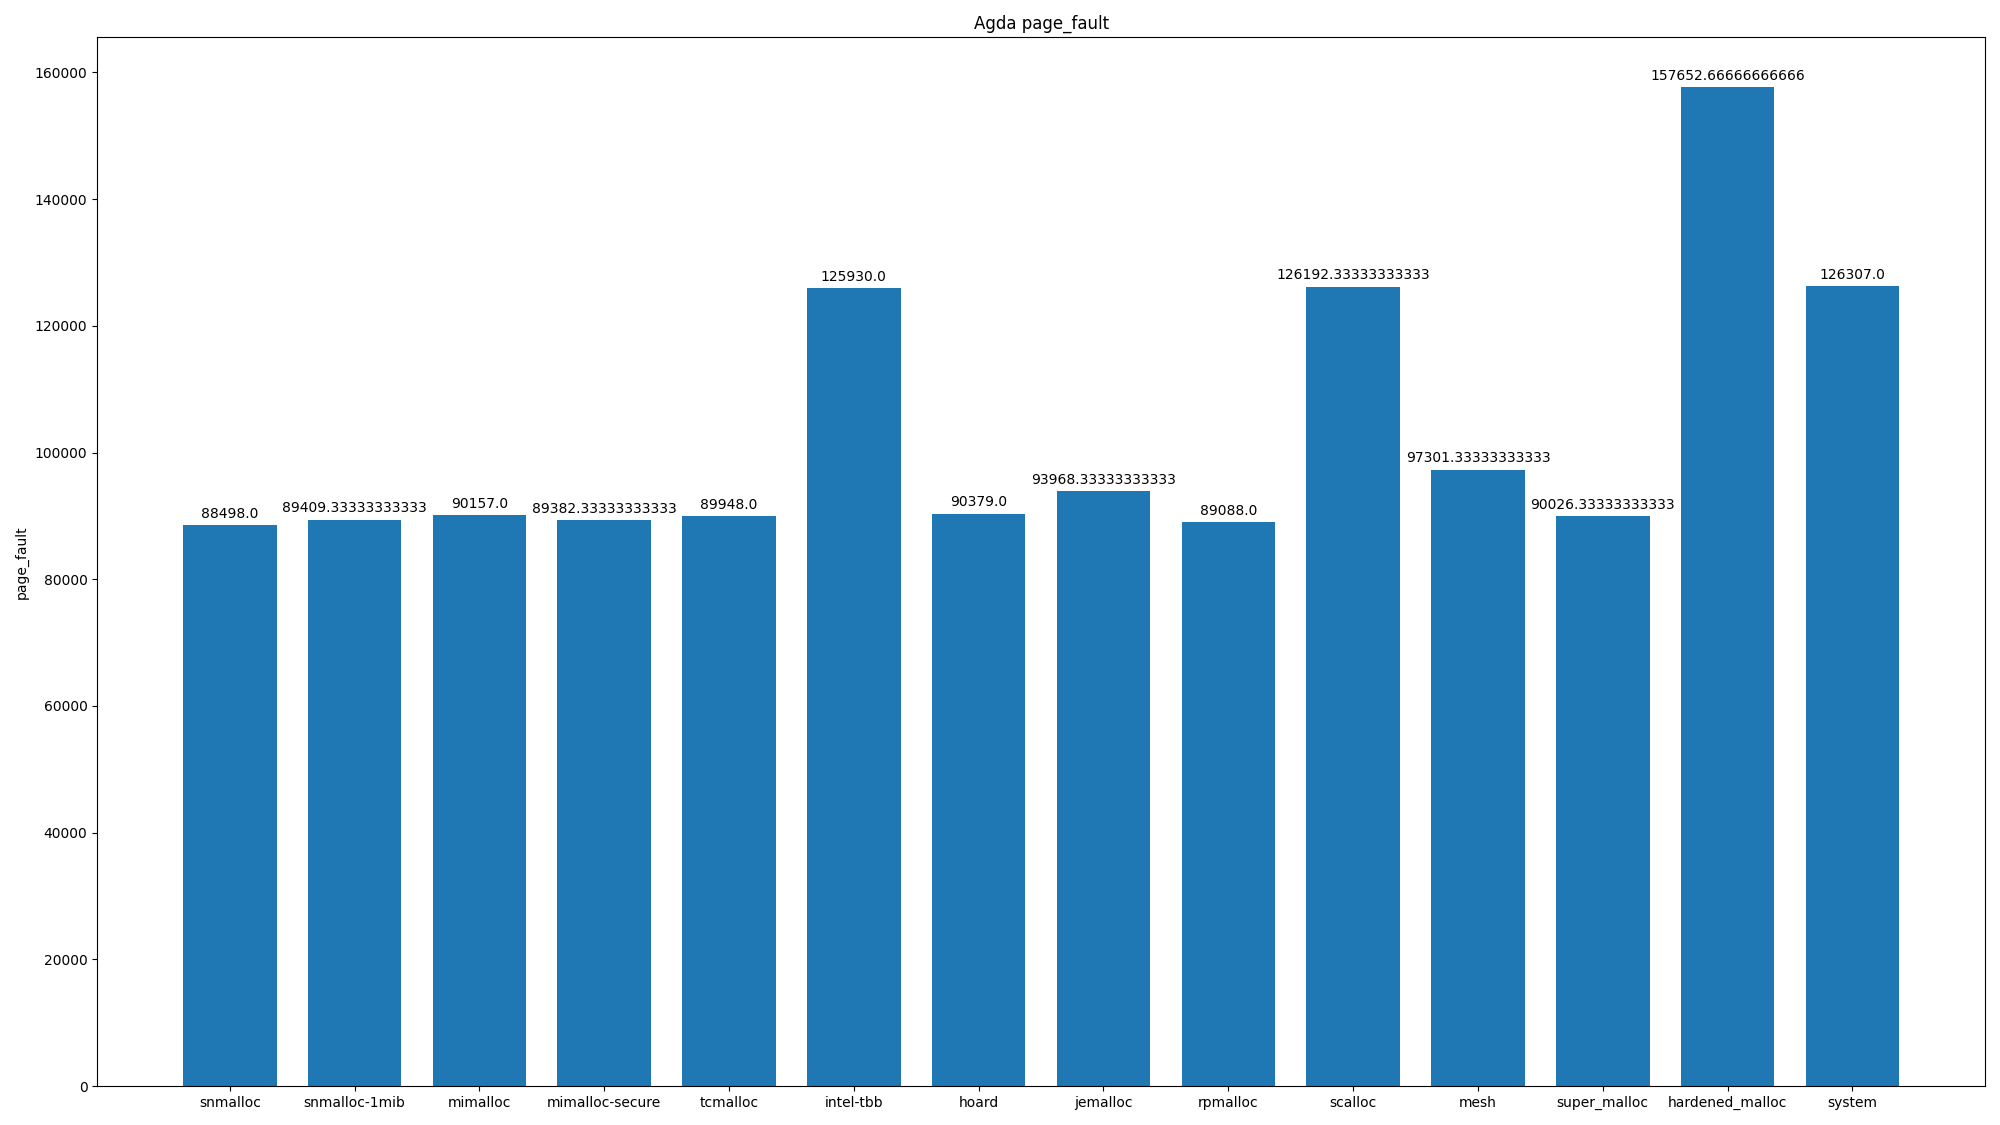 Agda page_fault
160000
140000
120000
100000
80000
60000
40000
20000
0
page_fault
88498.0
89409.33333333333
90157.0
89382.33333333333
89948.0
125930.0
90379.0
93968.33333333333
89088.0
126192.33333333333
97301.33333333333
90026.33333333333
157652.66666666666
126307.0
snmalloc
snmalloc-1mib
mimalloc
mimalloc-secure
tcmalloc
intel-tbb
hoard
jemalloc
rpmalloc
scalloc
mesh
super_malloc
hardened_malloc
system